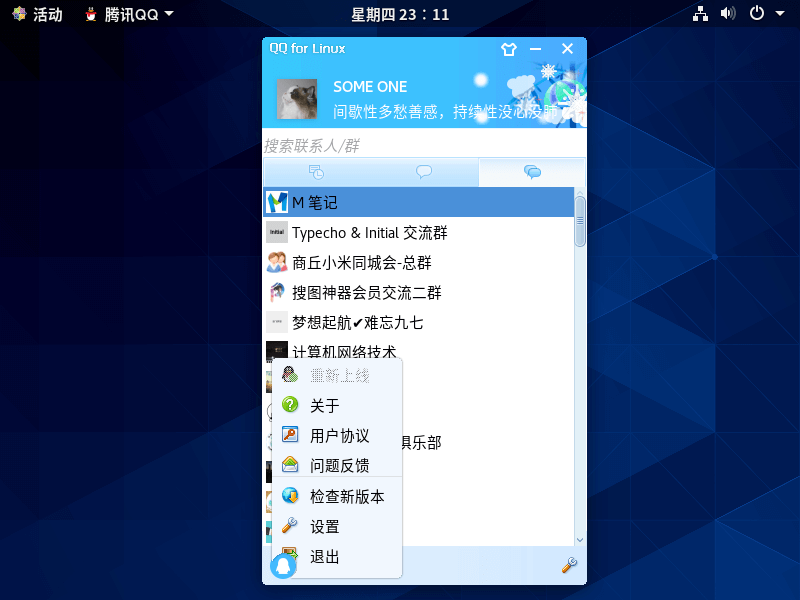 活动 腾讯QQ 星期四 23：11
QQ for Linux
SOME ONE
间歇性多愁善感，持续性没心没肺
搜索联系人/群
M 笔记
Typecho & Initial 交流群
商丘小米同城会-总群
搜图神器会员交流二群
梦想起航✔难忘九七
计算机网络技术
重新上线
关于
用户协议
俱乐部
问题反馈
检查新版本
设置
退出